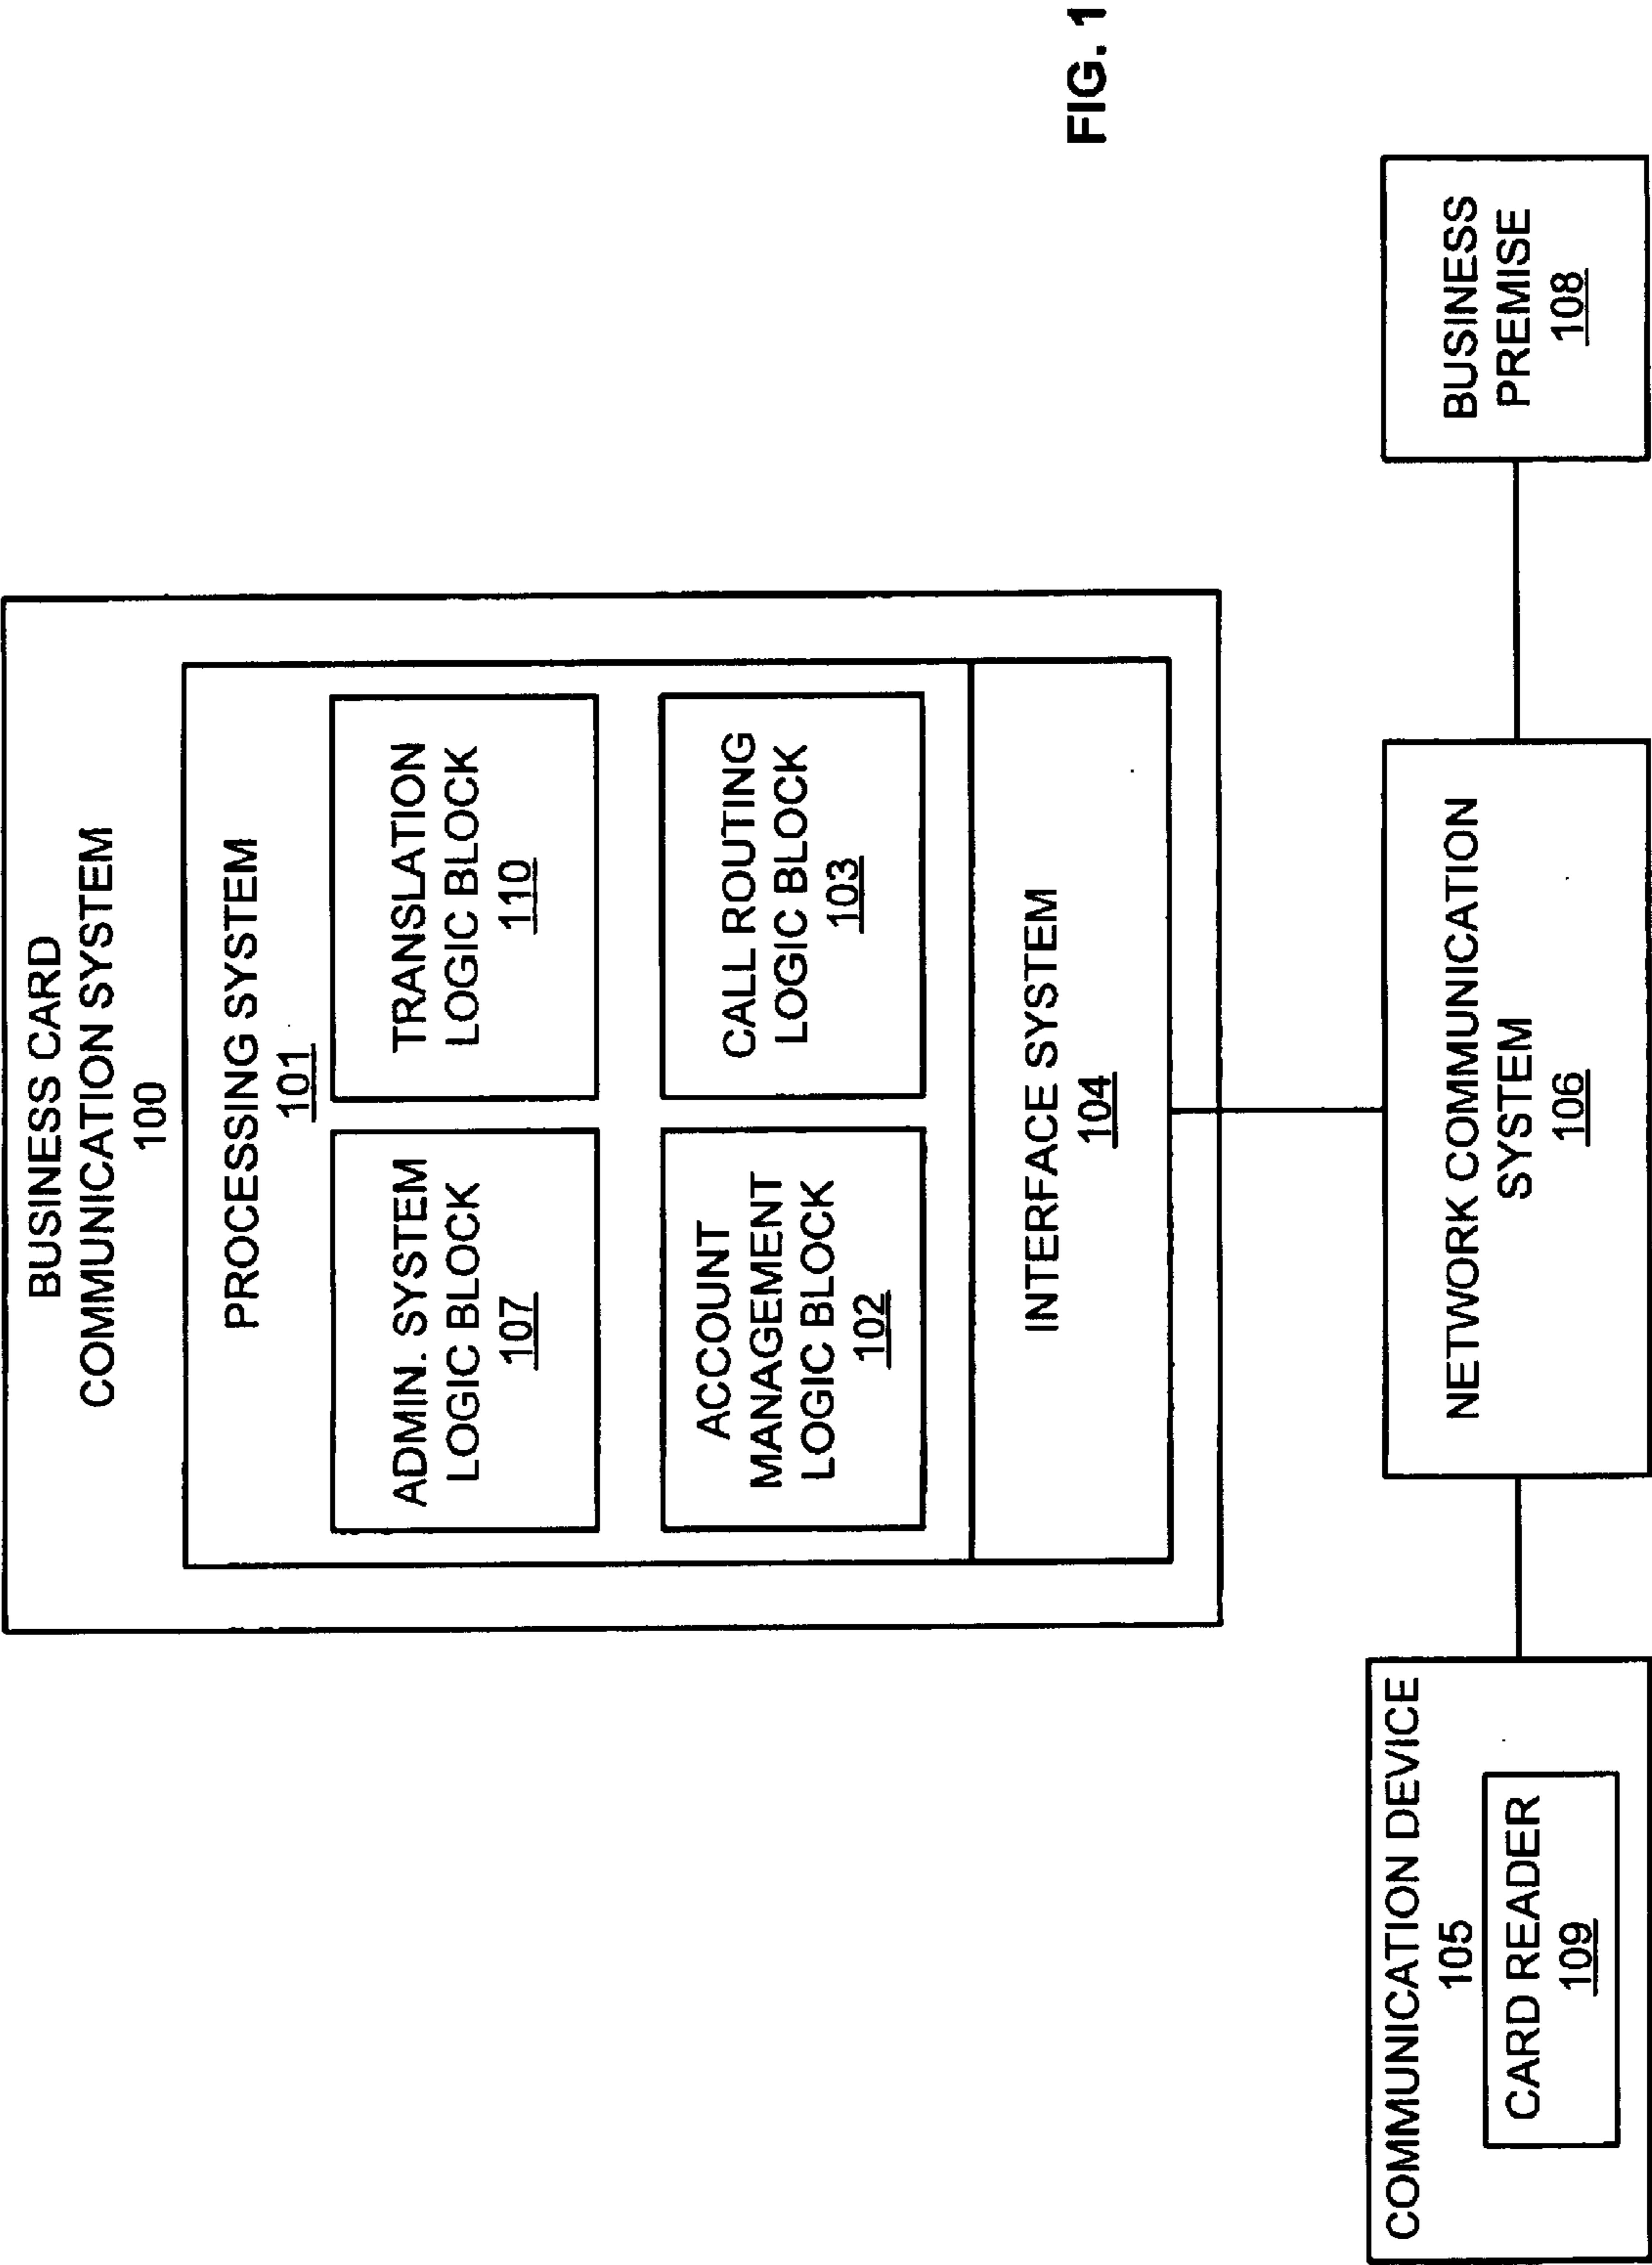 BUSINESS CARD
COMMUNICATION SYSTEM
100
PROCESSING SYSTEM
101
ADMIN. SYSTEM
LOGIC BLOCK
107
TRANSLATION
LOGIC BLOCK
110
ACCOUNT
MANAGEMENT
LOGIC BLOCK
102
CALL ROUTING
LOGIC BLOCK
103
INTERFACE SYSTEM
104
COMMUNICATION DEVICE
105
CARD READER
109
NETWORK COMMUNICATION
SYSTEM
106
BUSINESS
PREMISE
108
FIG. 1